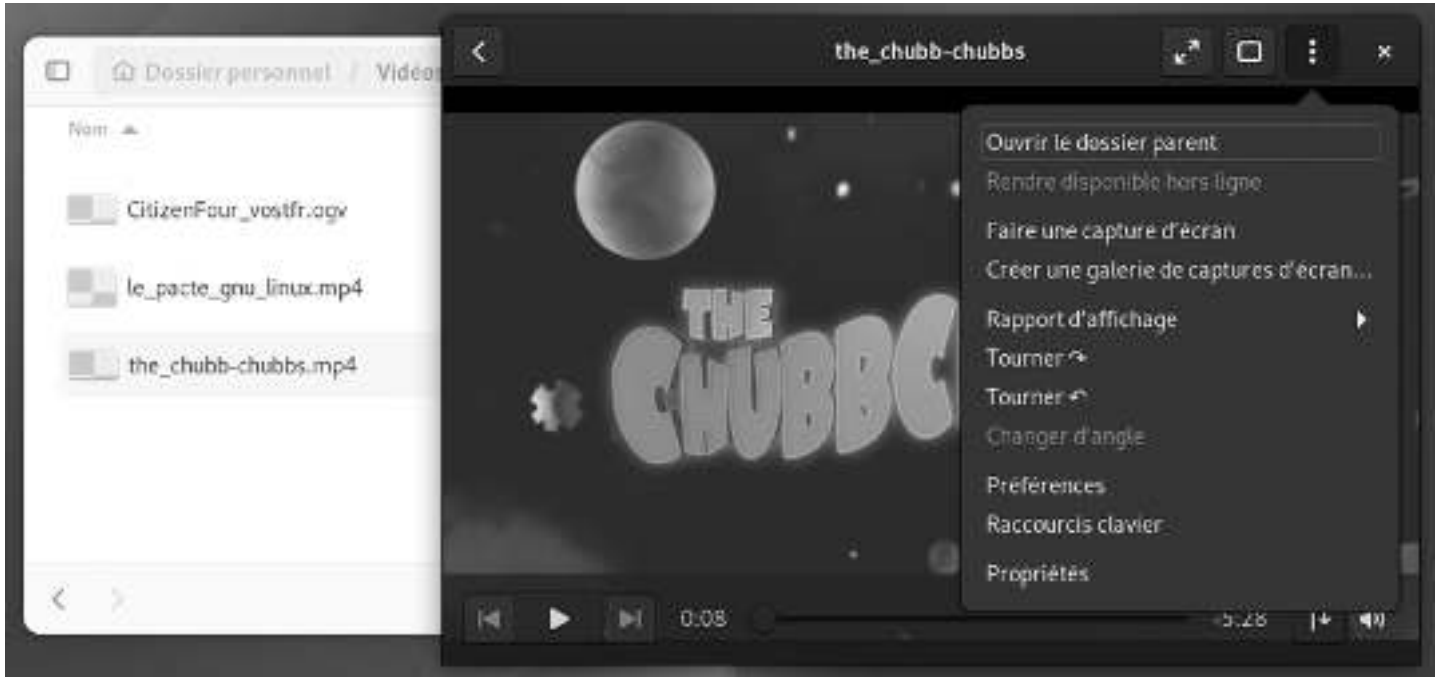 Dossier personnel / Vidéos
Nom
CitizenFour_vostfr.ogv
le_pacte_gnu_linux.mp4
the_chubb-chubbs.mp4
the_chubb-chubbs
THE
CHUBBC
Ouvrir le dossier parent
Rendre disponible hors ligne
Faire une capture d'écran
Créer une galerie de captures d'écran...
Rapport d'affichage
Tourner
Tourner
Changer d'angle
Préférences
Raccourcis clavier
Propriétés
0:08
-5:28